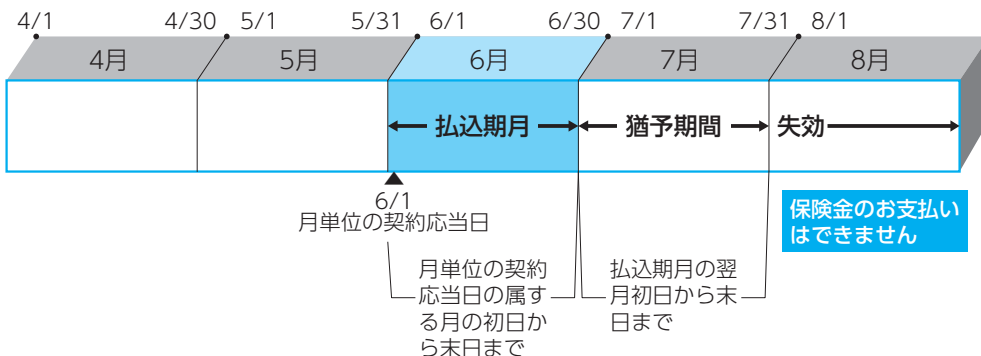 4/1 4/30 5/1 5/31 6/1 6/30 7/1 7/31 8/1
4月 5月 6月 7月 8月
払込期月 猶予期間 失効
6/1
月単位の契約応当日
保険金のお支払い
はできません
月単位の契約
応当日の属す
る月の初日か
ら末日まで
払込期月の翌
月初日から末
日まで